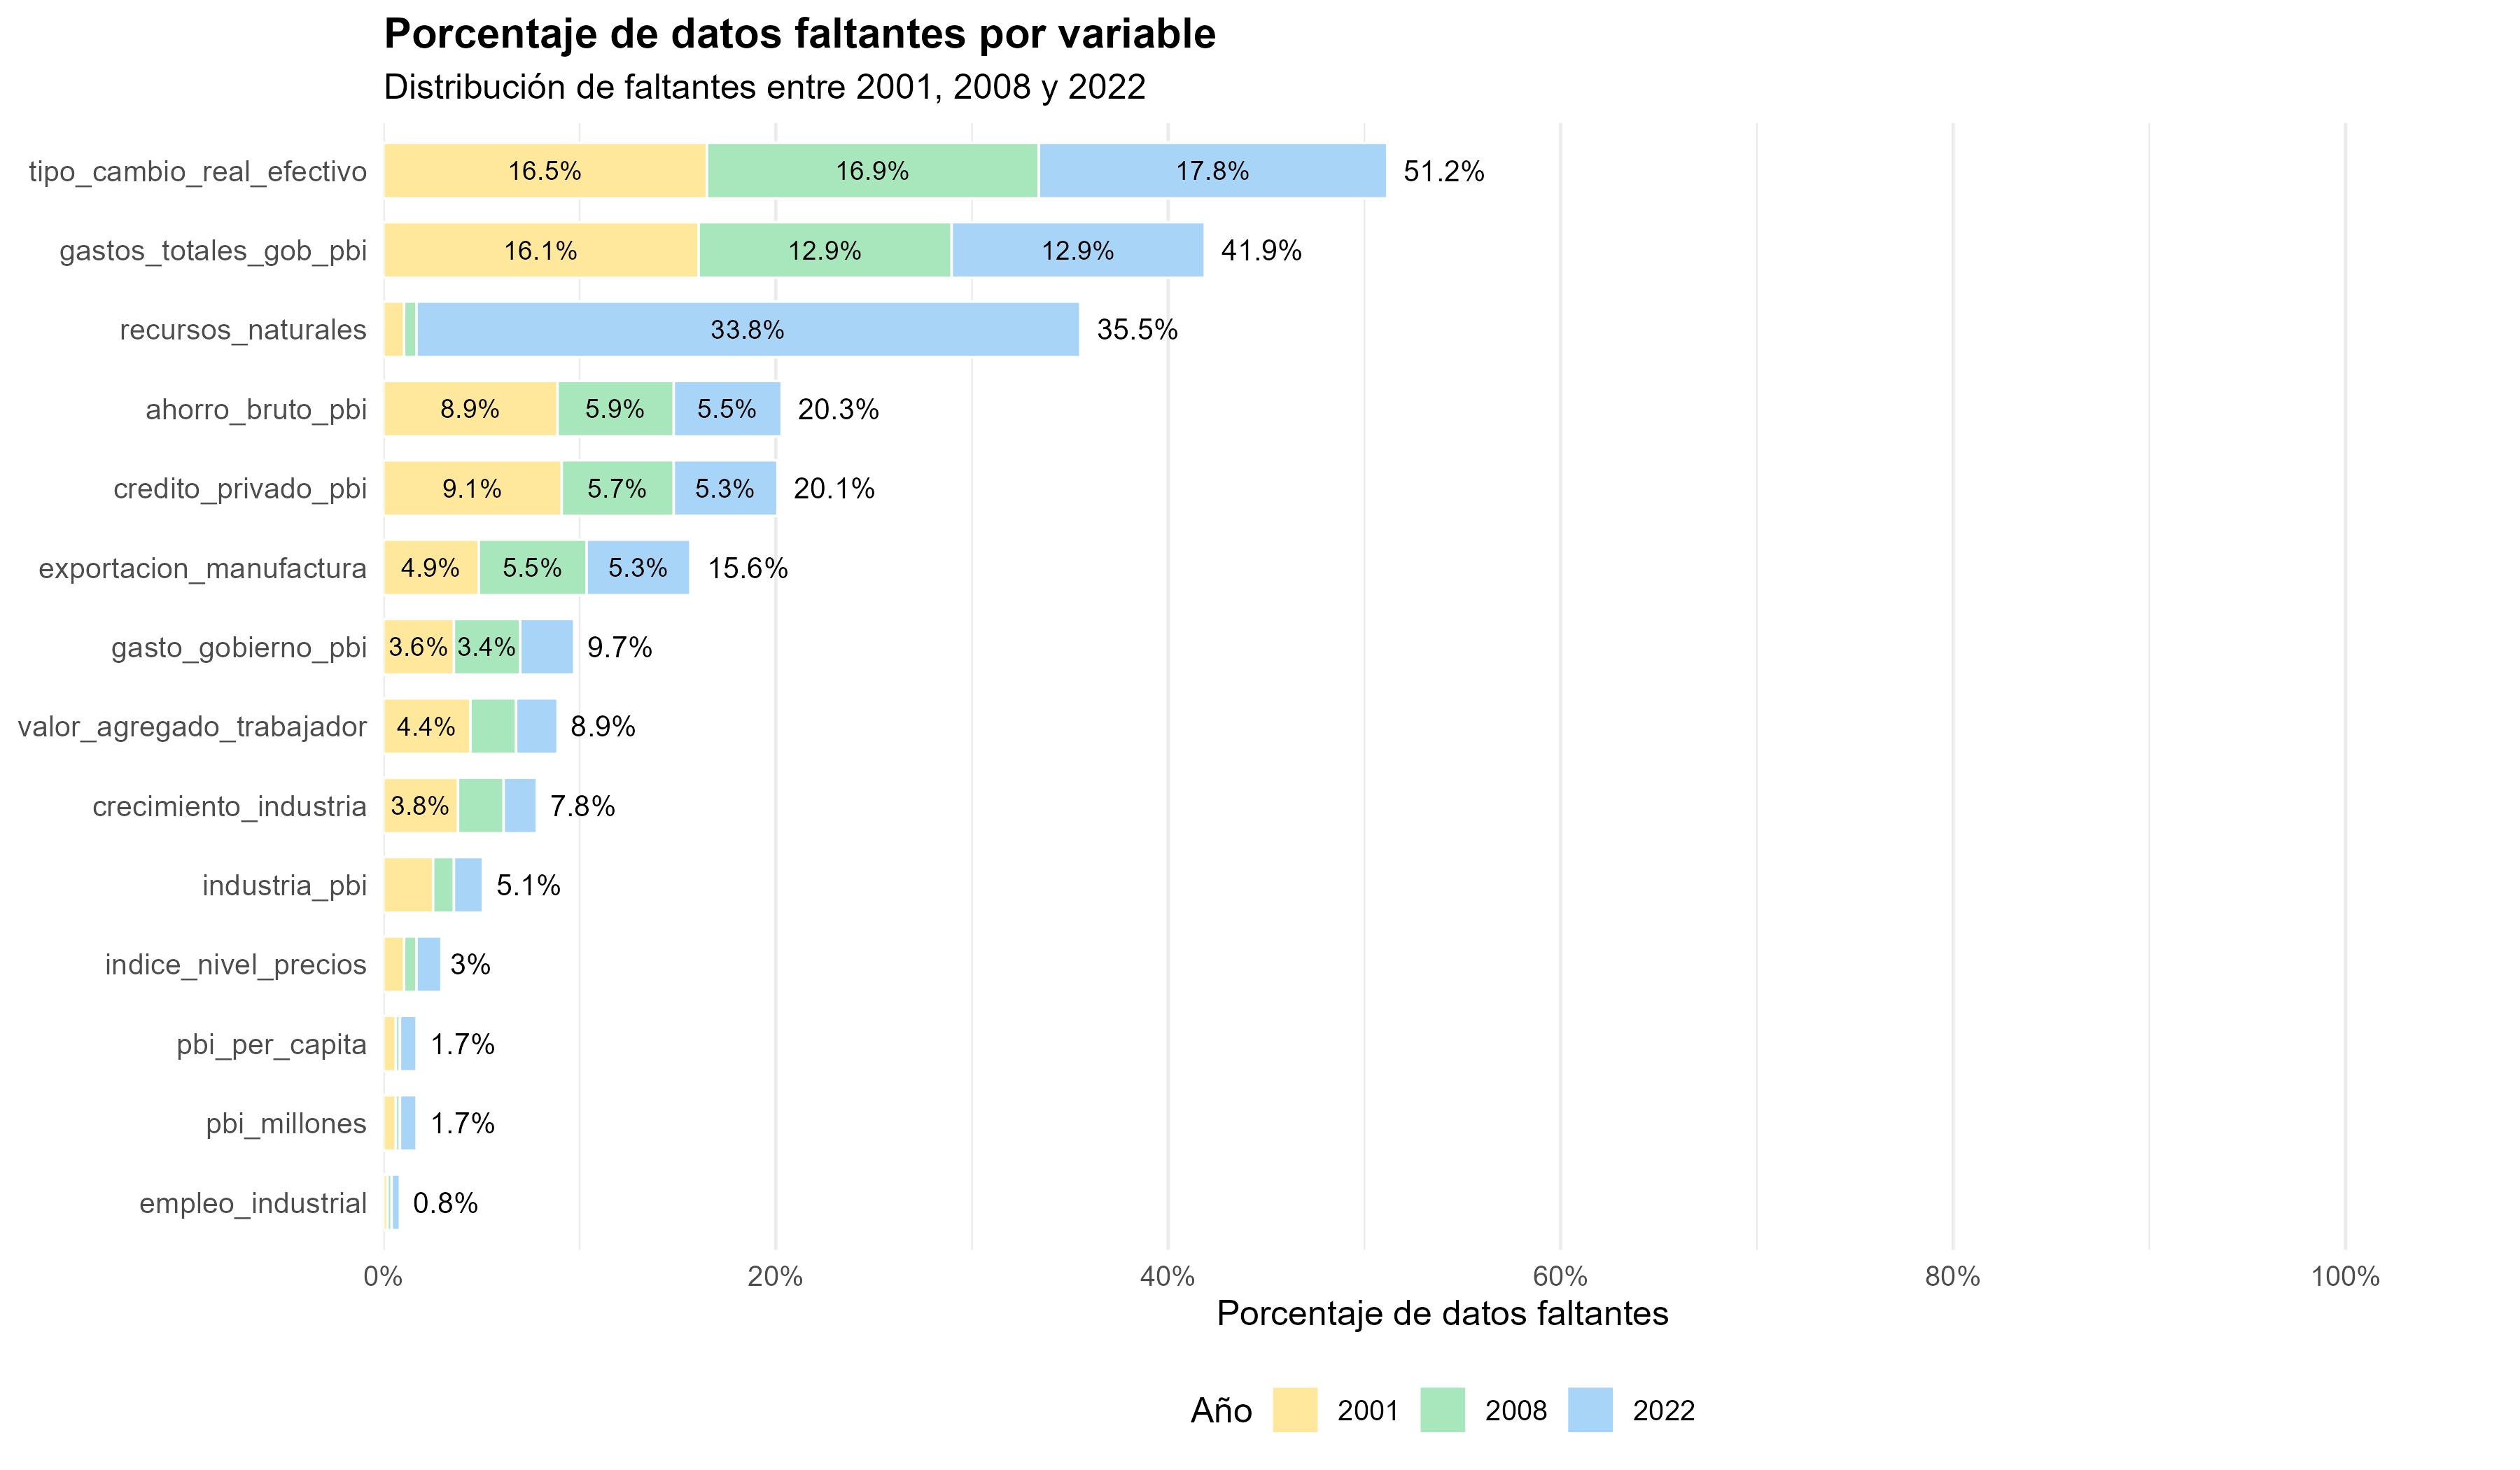 Porcentaje de datos faltantes por variable
Distribución de faltantes entre 2001, 2008 y 2022
tipo_cambio_real_efectivo 16.5% 16.9% 17.8% 51.2%
gastos_totales_gob_pbi 16.1% 12.9% 12.9% 41.9%
recursos_naturales 33.8% 35.5%
ahorro_bruto_pbi 8.9% 5.9% 5.5% 20.3%
credito_privado_pbi 9.1% 5.7% 5.3% 20.1%
exportacion_manufactura 4.9% 5.5% 5.3% 15.6%
gasto_gobierno_pbi 3.6% 3.4% 9.7%
valor_agregado_trabajador 4.4% 8.9%
crecimiento_industria 3.8% 7.8%
industria_pbi 5.1%
indice_nivel_precios 3%
pbi_per_capita 1.7%
pbi_millones 1.7%
empleo_industrial 0.8%
0% 20% 40% 60% 80% 100%
Porcentaje de datos faltantes
Año 2001 2008 2022